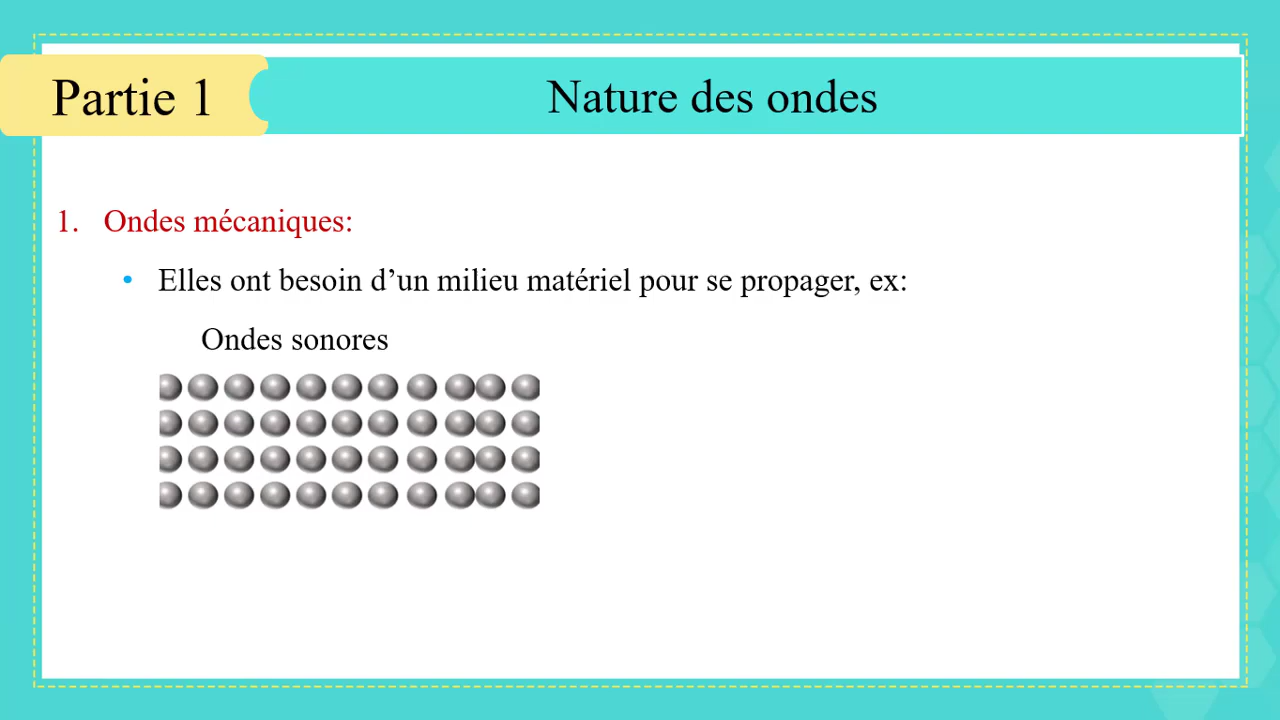 Partie 1
Nature des ondes
1. Ondes mécaniques:
• Elles ont besoin d’un milieu matériel pour se propager, ex:
Ondes sonores